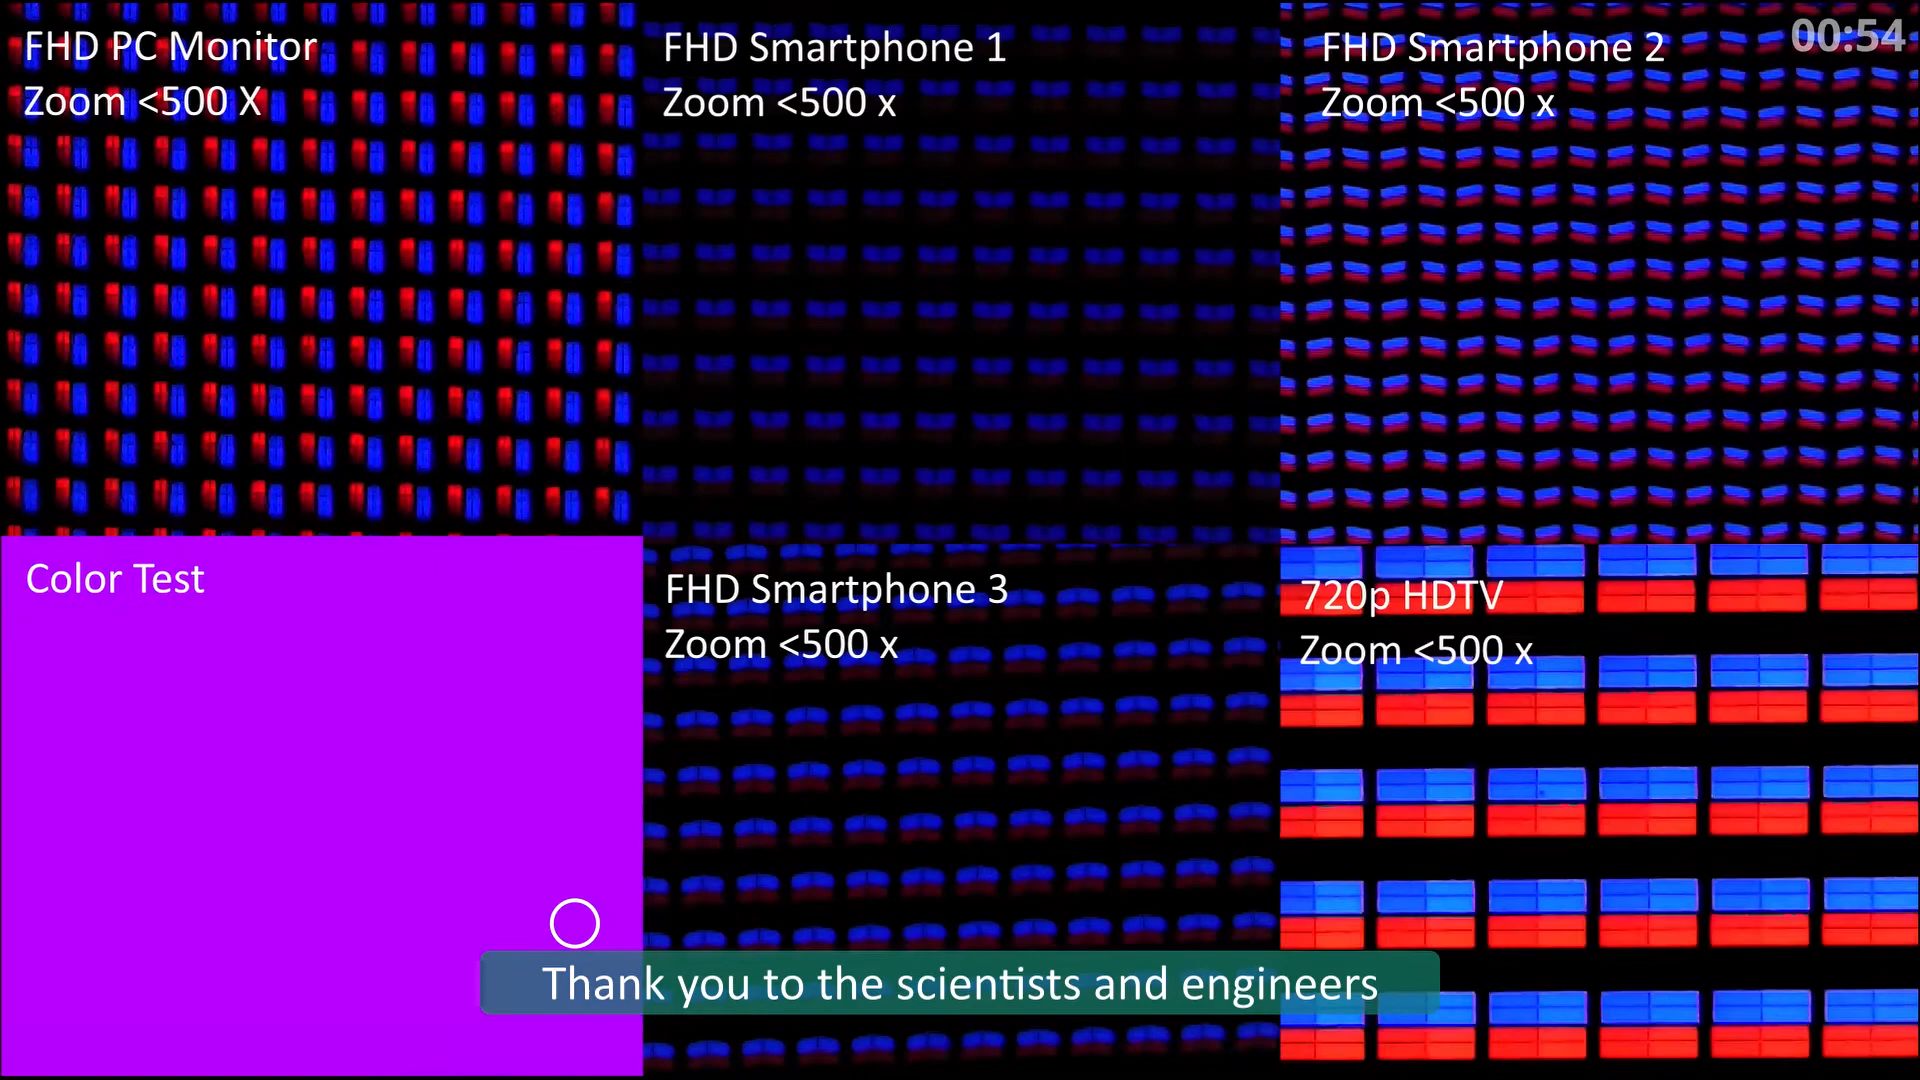 FHD PC Monitor
Zoom <500 X
FHD Smartphone 1
Zoom <500 x
FHD Smartphone 2
Zoom <500 x
00:54
Color Test
FHD Smartphone 3
Zoom <500 x
720p HDTV
Zoom <500 x
Thank you to the scientists and engineers